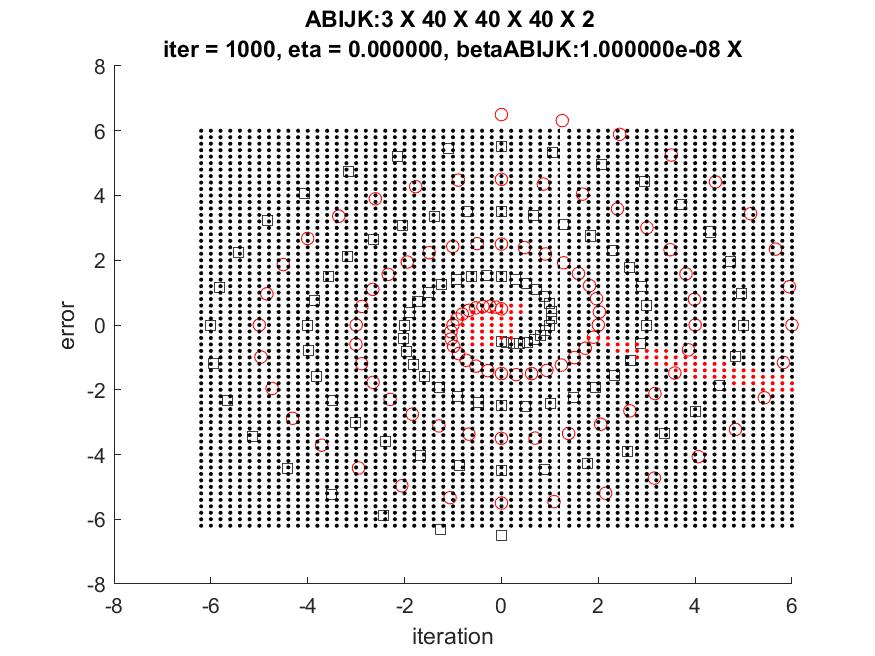 ABIJK:3 X 40 X 40 X 40 X 2
iter = 1000, eta = 0.000000, betaABIJK:1.000000e-08 X
8
6
4
2
0
-2
-4
-6
-8
error
-8 -6 -4 -2 0 2 4 6
iteration